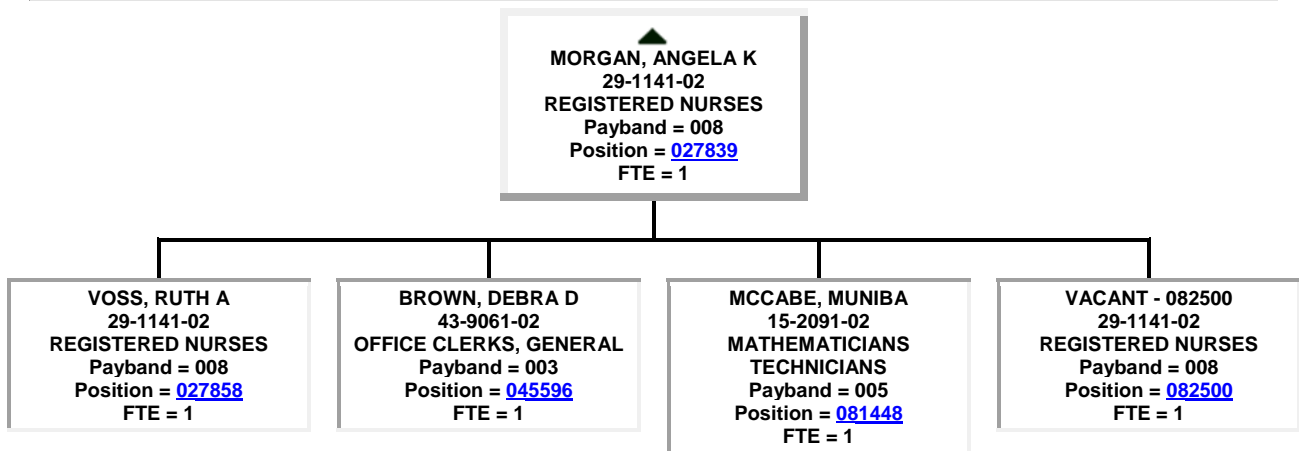 MORGAN, ANGELA K
29-1141-02
REGISTERED NURSES
Payband = 008
Position = 027839
FTE = 1
VOSS, RUTH A
29-1141-02
REGISTERED NURSES
Payband = 008
Position = 027858
FTE = 1
BROWN, DEBRA D
43-9061-02
OFFICE CLERKS, GENERAL
Payband = 003
Position = 045596
FTE = 1
MCCABE, MUNIBA
15-2091-02
MATHEMATICIANS
TECHNICIANS
Payband = 005
Position = 081448
FTE = 1
VACANT - 082500
29-1141-02
REGISTERED NURSES
Payband = 008
Position = 082500
FTE = 1